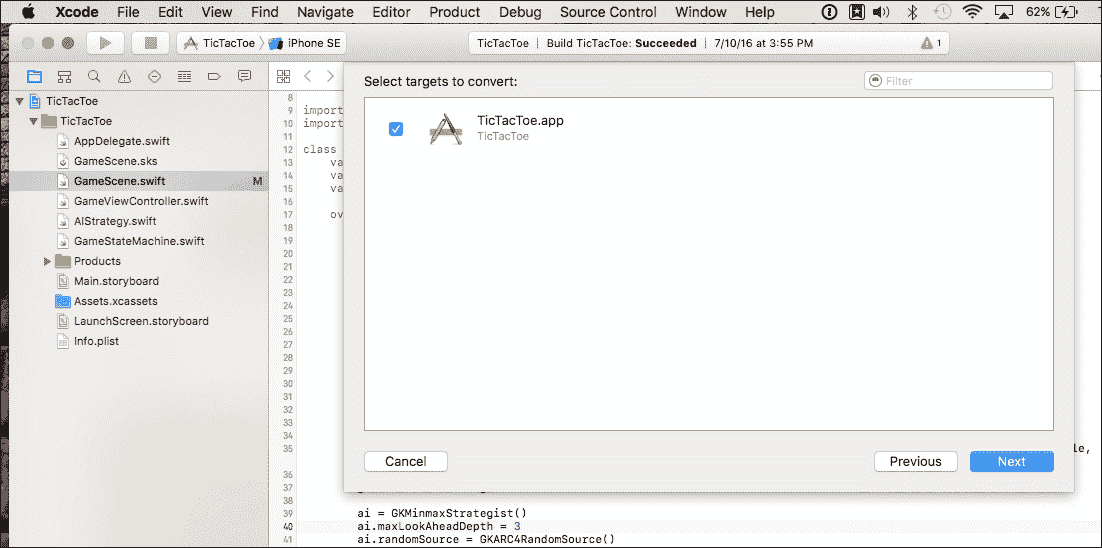 Xcode File Edit View Find Navigate Editor Product Debug Source Control Window Help 62%
TicTacToe iPhone SE TicTacToe | Build TicTacToe: Succeeded | 7/10/16 at 3:55 PM 1
Select targets to convert: Filter
TicTacToe.app
TicTacToe
Cancel Previous Next
TicTacToe
TicTacToe
AppDelegate.swift
GameScene.sks
GameScene.swift M
GameViewController.swift
AIStrategy.swift
GameStateMachine.swift
Products
Main.storyboard
Assets.xcassets
LaunchScreen.storyboard
Info.plist
8
9 import
10 import
11
12 class
13 va
14 va
15 va
16
17 ov
18
19
20
21
22
23
24
25
26
27
28
29
30
31
32
33
34
35 le,
36
37
38
39 ai = GKMinmaxStrategist()
40 ai.maxLookAheadDepth = 3
41 ai.randomSource = GKARC4RandomSource()